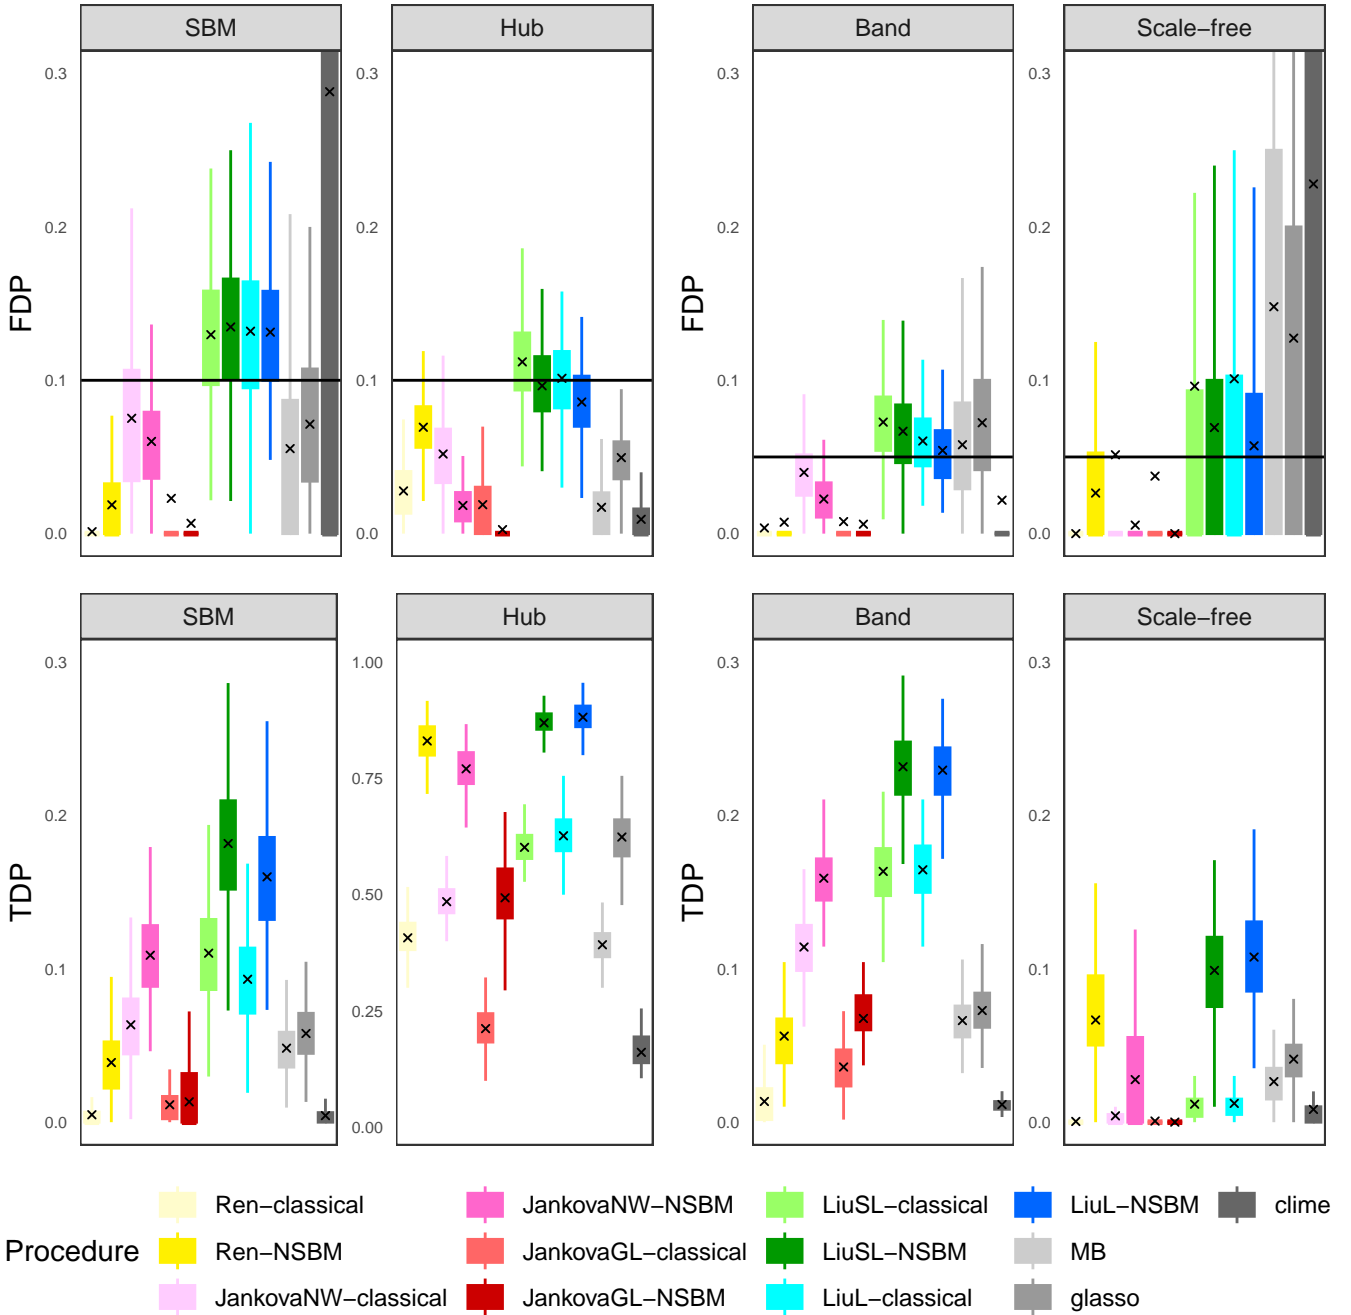 SBM
Hub
Band
Scale−free
FDP
0.3
0.2
0.1
0.0
0.3
0.2
0.1
0.0
FDP
0.3
0.2
0.1
0.0
0.3
0.2
0.1
0.0
SBM
Hub
Band
Scale−free
TDP
0.3
0.2
0.1
0.0
1.00
0.75
0.50
0.25
0.00
TDP
0.3
0.2
0.1
0.0
0.3
0.2
0.1
0.0
Procedure
Ren−classical
Ren−NSBM
JankovaNW−classical
JankovaNW−NSBM
JankovaGL−classical
JankovaGL−NSBM
LiuSL−classical
LiuSL−NSBM
LiuL−classical
LiuL−NSBM
MB
glasso
clime